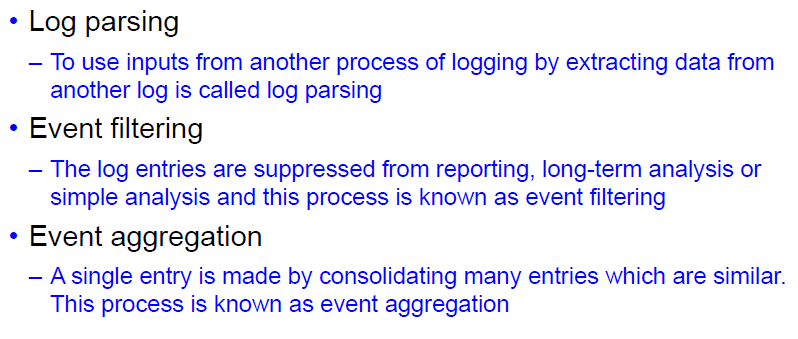 • Log parsing
– To use inputs from another process of logging by extracting data from
another log is called log parsing
• Event filtering
– The log entries are suppressed from reporting, long-term analysis or
simple analysis and this process is known as event filtering
• Event aggregation
– A single entry is made by consolidating many entries which are similar.
This process is known as event aggregation